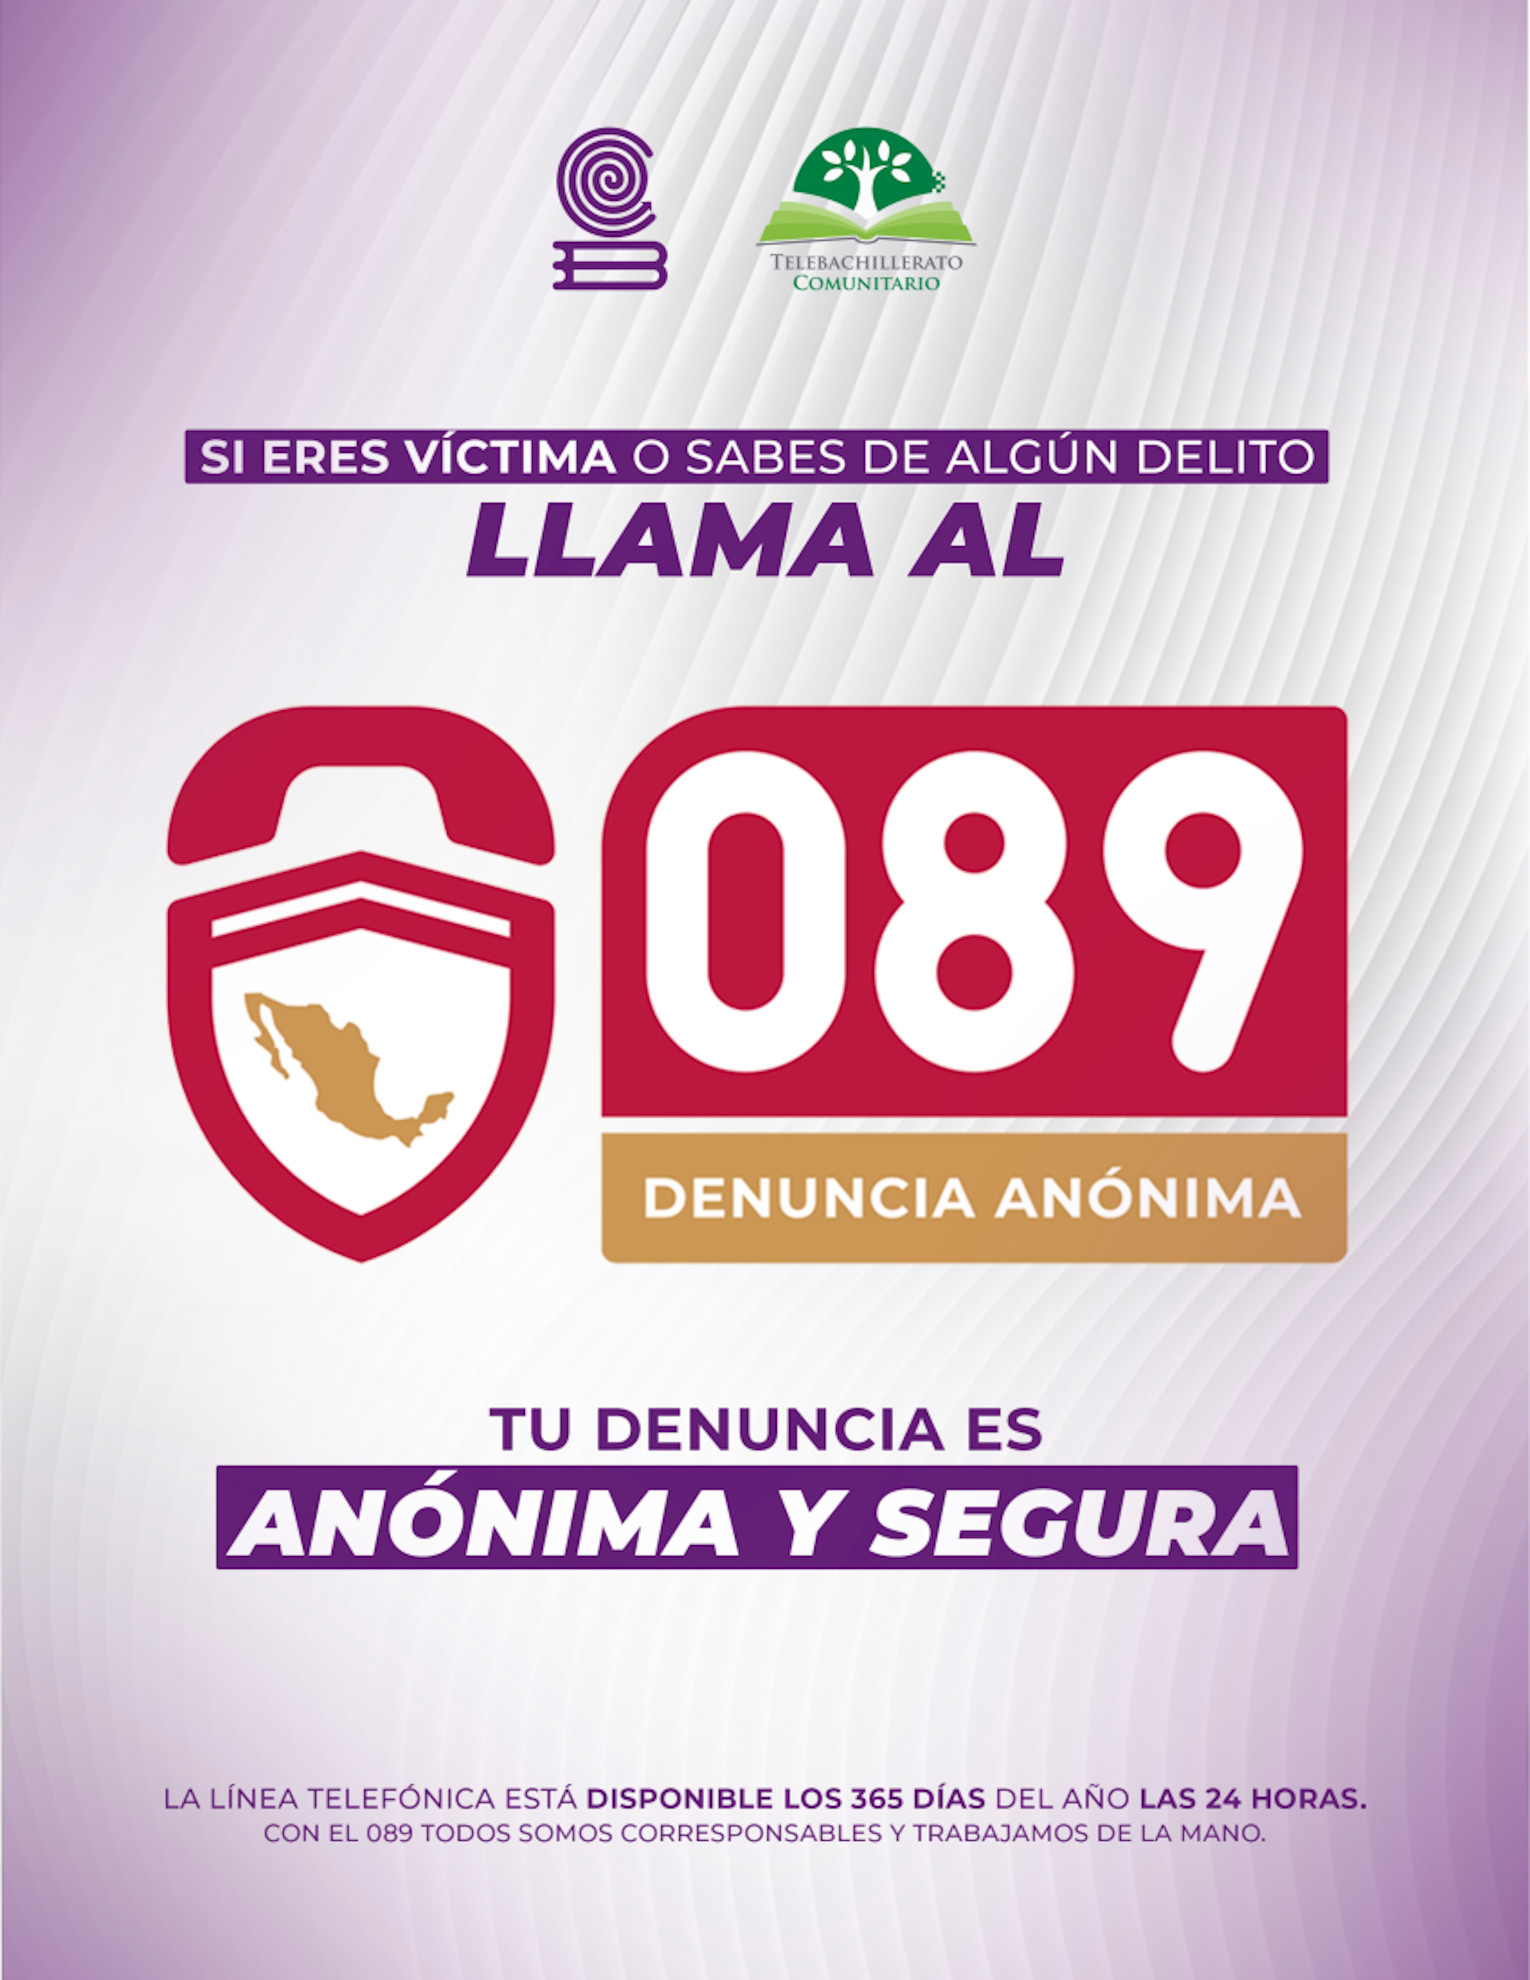 TELEBACHILLERATO
COMUNITARIO
SI ERES VÍCTIMA O SABES DE ALGÚN DELITO
LLAMA AL
089
DENUNCIA ANÓNIMA
TU DENUNCIA ES
ANÓNIMA Y SEGURA
LA LÍNEA TELEFÓNICA ESTÁ DISPONIBLE LOS 365 DÍAS DEL AÑO LAS 24 HORAS.
CON EL 089 TODOS SOMOS CORRESPONSABLES Y TRABAJAMOS DE LA MANO.